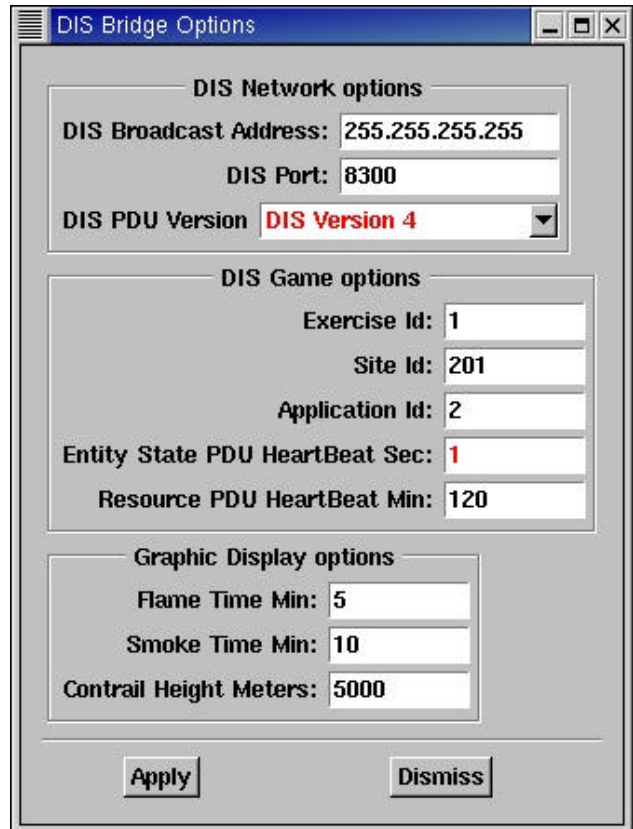 DIS Bridge Options
DIS Network options
DIS Broadcast Address: 255.255.255.255
DIS Port: 8300
DIS PDU Version DIS Version 4
DIS Game options
Exercise Id: 1
Site Id: 201
Application Id: 2
Entity State PDU HeartBeat Sec: 1
Resource PDU HeartBeat Min: 120
Graphic Display options
Flame Time Min: 5
Smoke Time Min: 10
Contrail Height Meters: 5000
Apply Dismiss